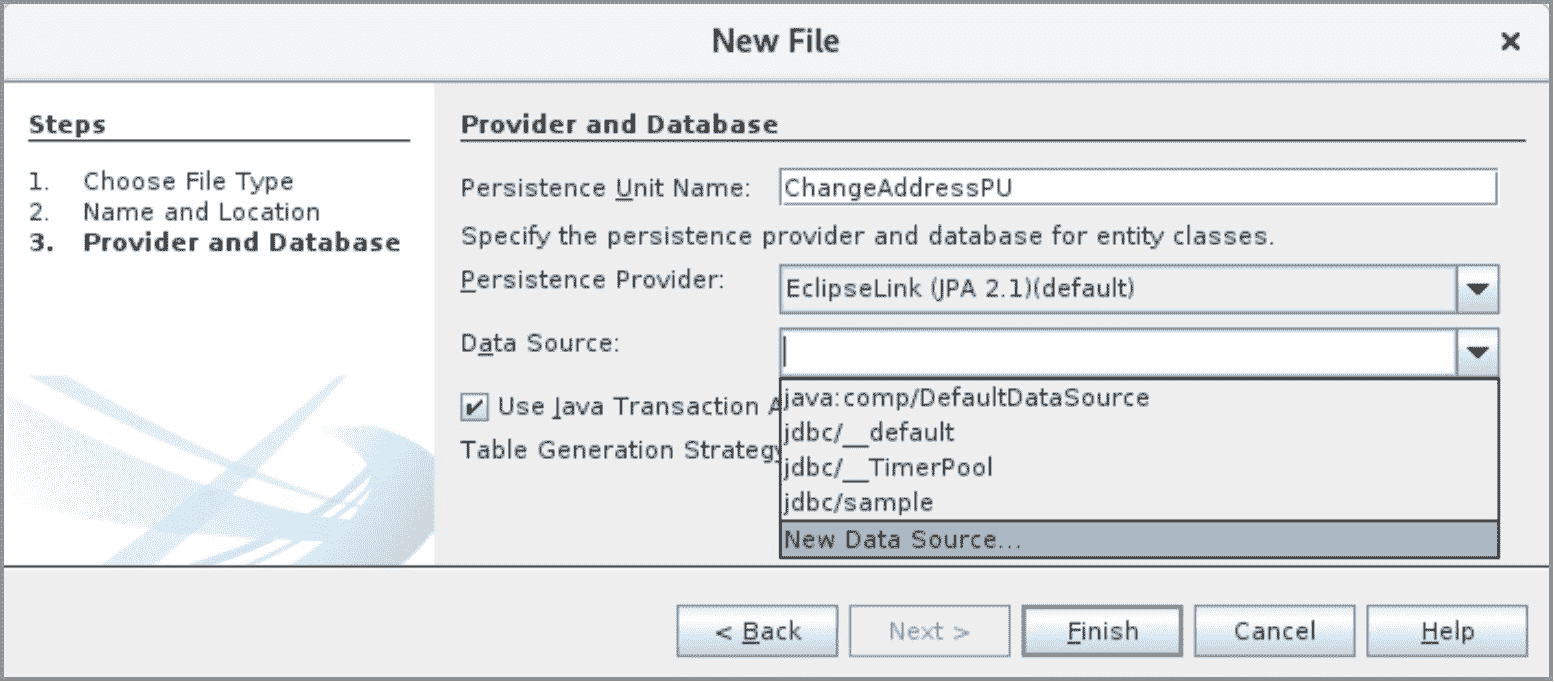 New File
Steps
1. Choose File Type
2. Name and Location
3. Provider and Database
Provider and Database
Persistence Unit Name: ChangeAddressPU
Specify the persistence provider and database for entity classes.
Persistence Provider: EclipseLink (JPA 2.1)(default)
Data Source:
java:comp/DefaultDataSource
Use Java Transaction A
jdbc/__default
Table Generation Strategy
jdbc/__TimerPool
jdbc/sample
New Data Source...
< Back Next > Finish Cancel Help